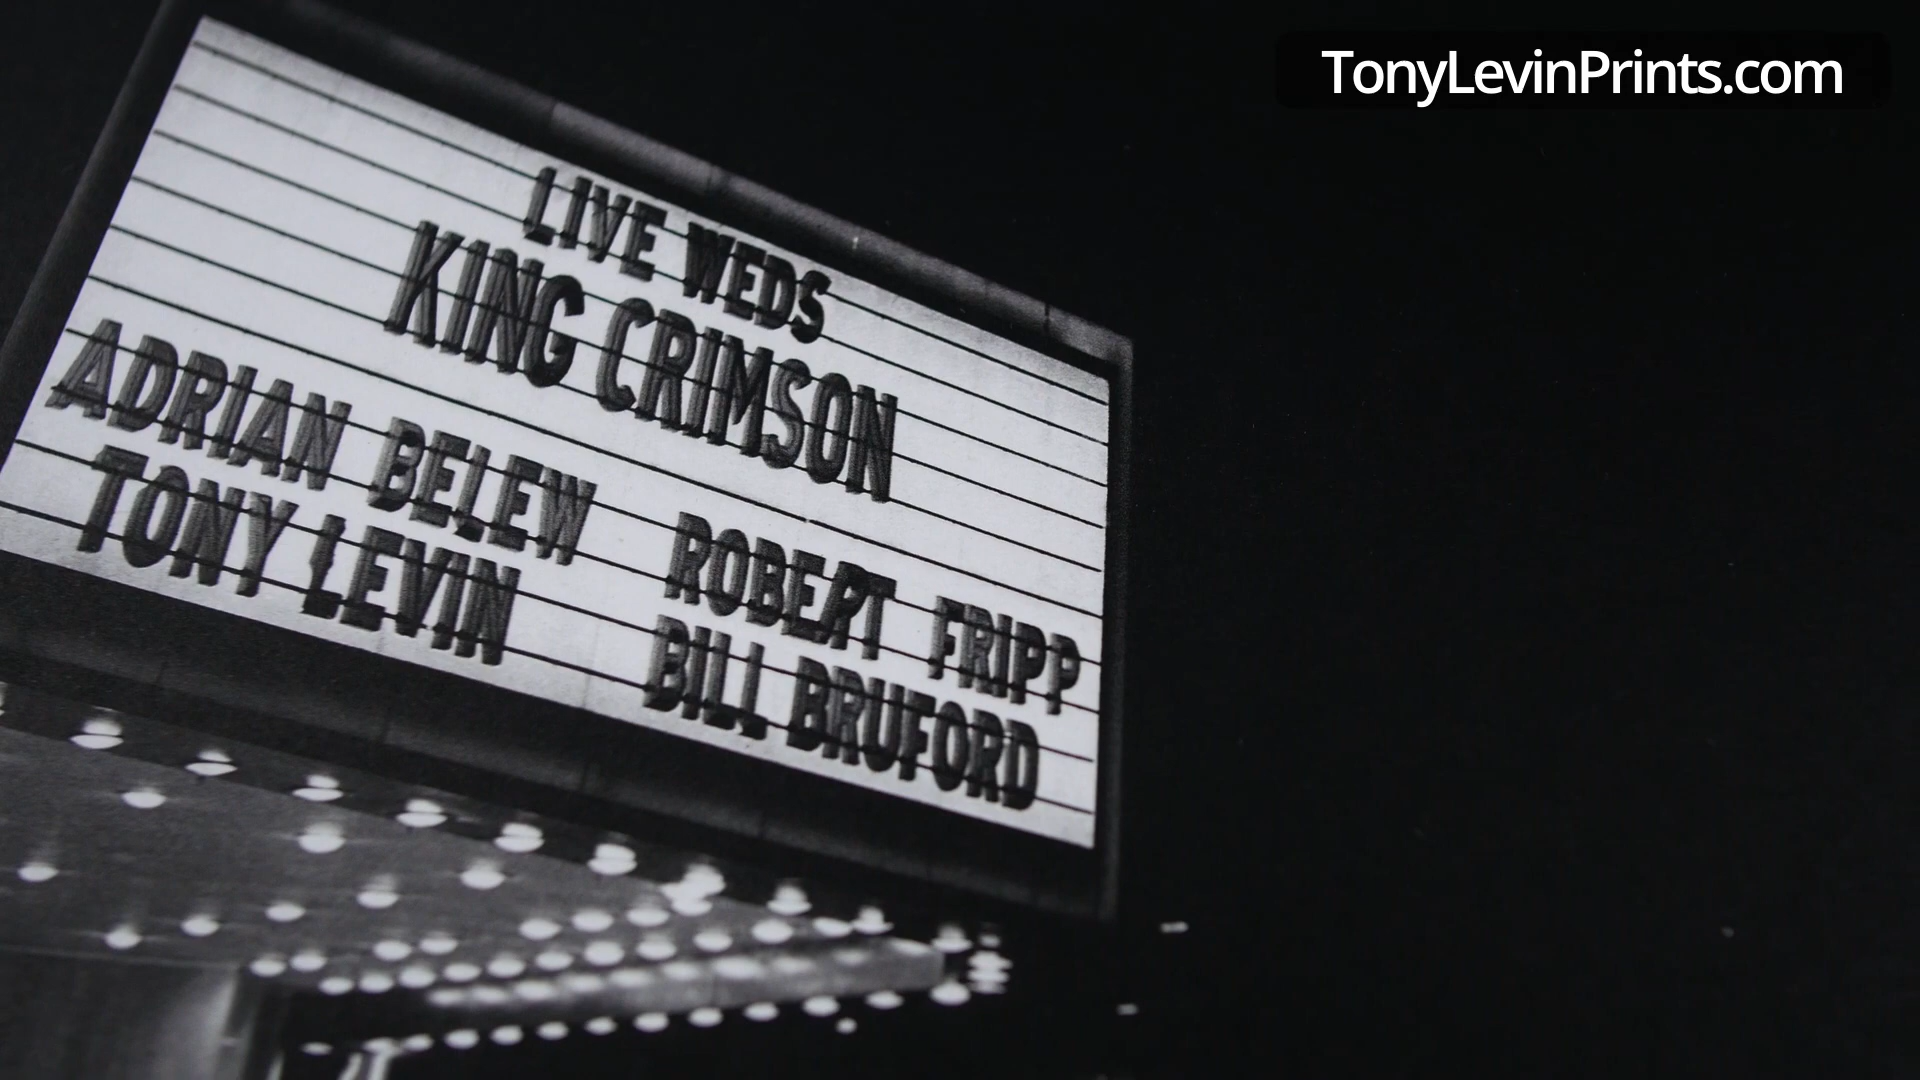 TonyLevinPrints.com
LIVE WEDS
KING CRIMSON
ADRIAN BELEW ROBERT FRIPP
TONY LEVIN BILL BRUFORD